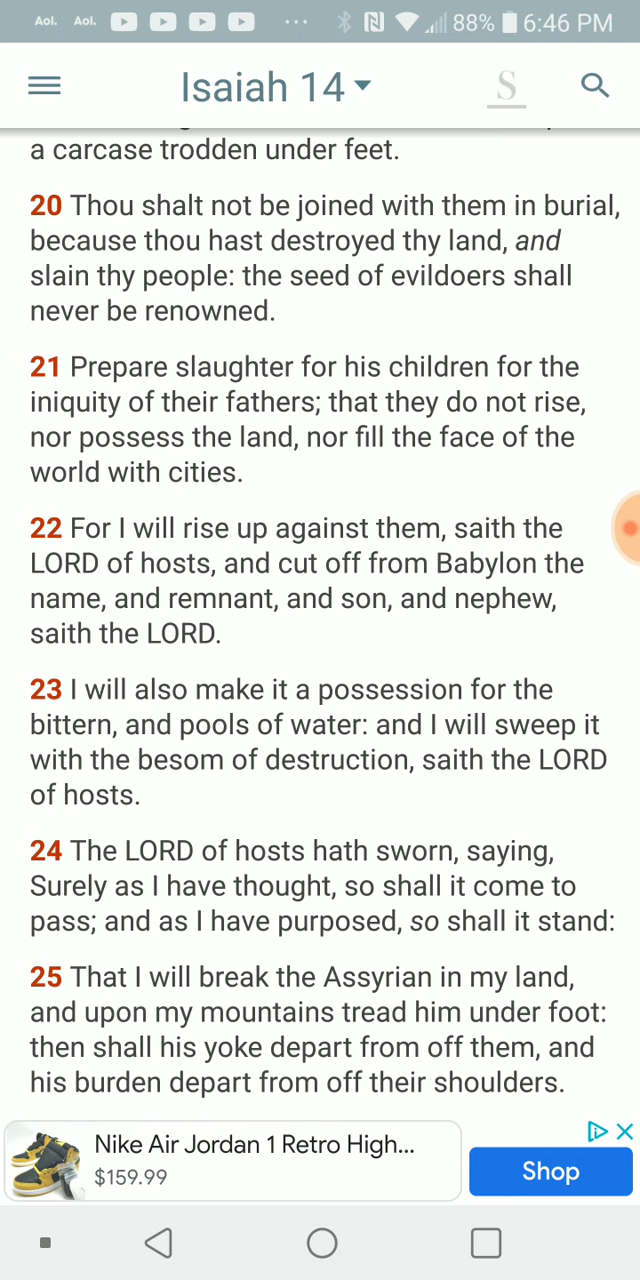 Aol. Aol. ... 88% 6:46 PM
Isaiah 14 S
a carcase trodden under feet.
20 Thou shalt not be joined with them in burial,
because thou hast destroyed thy land, and
slain thy people: the seed of evildoers shall
never be renowned.
21 Prepare slaughter for his children for the
iniquity of their fathers; that they do not rise,
nor possess the land, nor fill the face of the
world with cities.
22 For I will rise up against them, saith the
LORD of hosts, and cut off from Babylon the
name, and remnant, and son, and nephew,
saith the LORD.
23 I will also make it a possession for the
bittern, and pools of water: and I will sweep it
with the besom of destruction, saith the LORD
of hosts.
24 The LORD of hosts hath sworn, saying,
Surely as I have thought, so shall it come to
pass; and as I have purposed, so shall it stand:
25 That I will break the Assyrian in my land,
and upon my mountains tread him under foot:
then shall his yoke depart from off them, and
his burden depart from off their shoulders.
Nike Air Jordan 1 Retro High...
$159.99
Shop